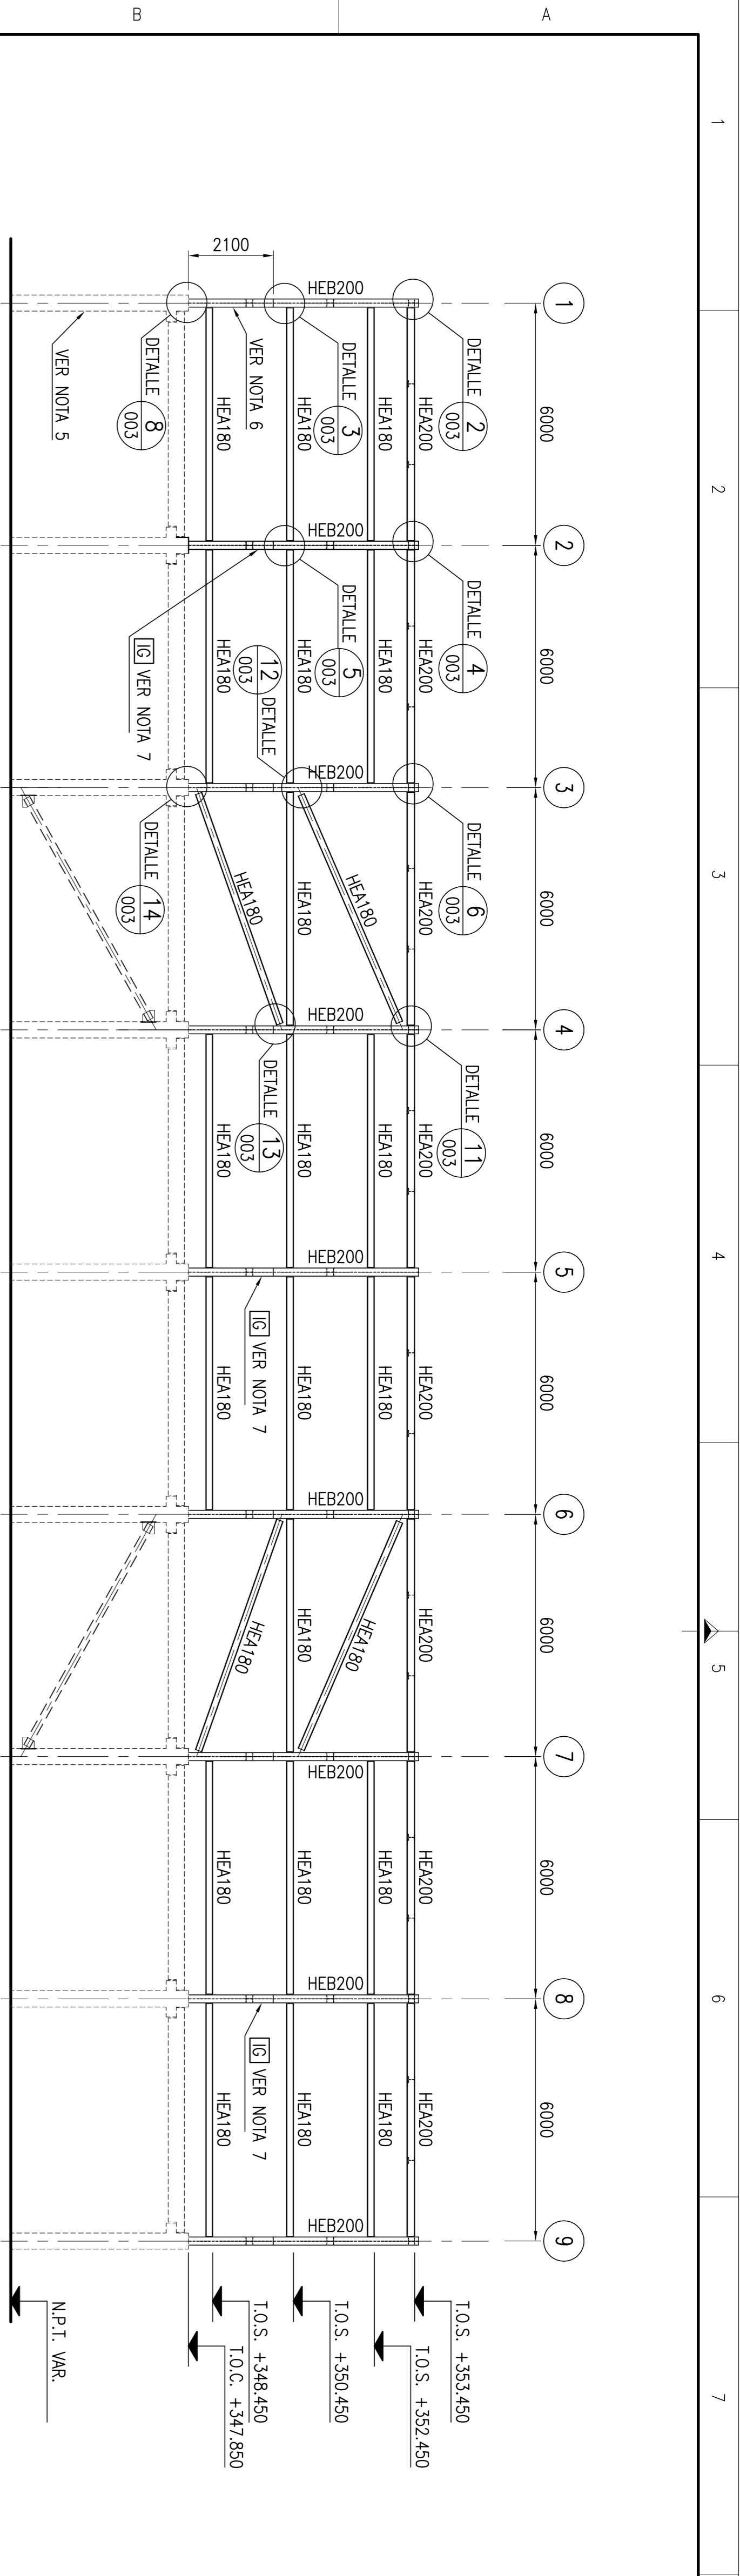 B
A
1
2
3
4
5
6
7
1
2
3
4
5
6
7
8
9
6000
6000
6000
6000
6000
6000
6000
6000
2100
HEB200
HEB200
HEB200
HEB200
HEB200
HEB200
HEB200
HEB200
HEB200
DETALLE 2 003
DETALLE 4 003
DETALLE 6 003
DETALLE 11 003
HEA200
HEA200
HEA200
HEA200
HEA200
HEA200
HEA200
HEA200
HEA180
HEA180
HEA180
HEA180
HEA180
HEA180
HEA180
HEA180
DETALLE 3 003
DETALLE 5 003
12 003 DETALLE
DETALLE 13 003
HEA180
HEA180
HEA180
HEA180
HEA180
HEA180
HEA180
HEA180
VER NOTA 6
IG VER NOTA 7
IG VER NOTA 7
IG VER NOTA 7
HEA180
HEA180
HEA180
HEA180
HEA180
HEA180
HEA180
HEA180
DETALLE 8 003
DETALLE 14 003
VER NOTA 5
T.O.S. +353.450
T.O.S. +352.450
T.O.S. +350.450
T.O.S. +348.450
T.O.C. +347.850
N.P.T. VAR.